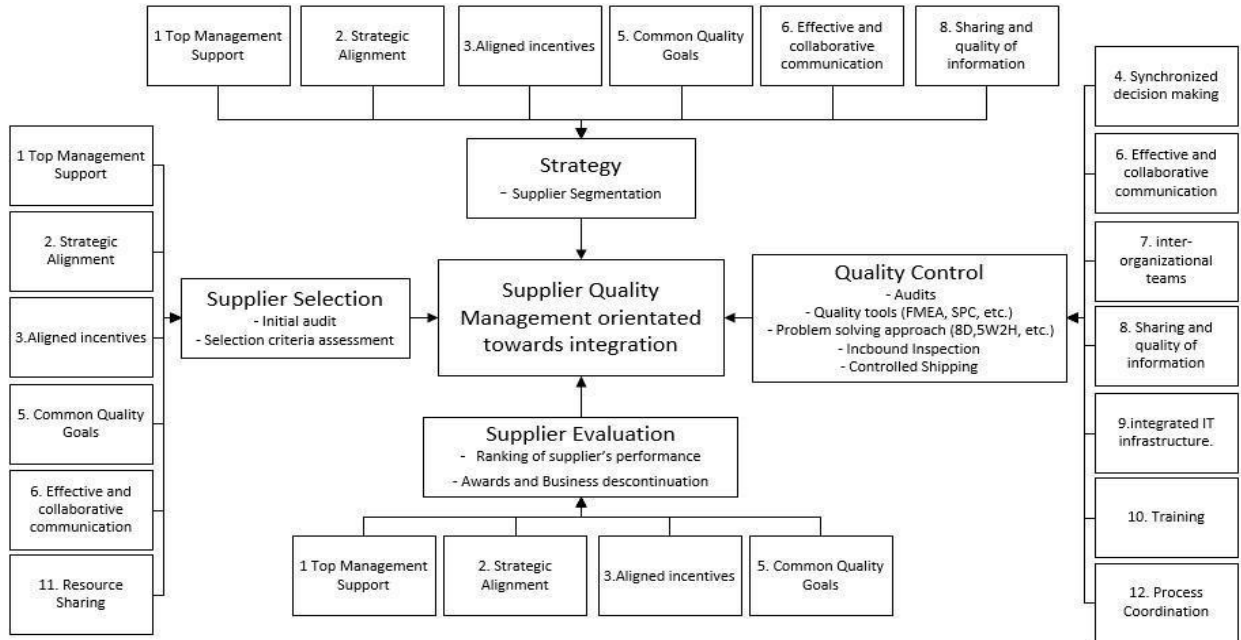 1 Top Management
Support
2. Strategic
Alignment
3.Aligned incentives
5. Common Quality
Goals
6. Effective and
collaborative
communication
8. Sharing and
quality of
information
Strategy
- Supplier Segmentation
1 Top Management
Support
2. Strategic
Alignment
3.Aligned incentives
5. Common Quality
Goals
6. Effective and
collaborative
communication
11. Resource
Sharing
Supplier Selection
- Initial audit
- Selection criteria assessment
Supplier Quality
Management orientated
towards integration
Quality Control
- Audits
- Quality tools (FMEA, SPC, etc.)
- Problem solving approach (8D,5W2H, etc.)
- Incbound Inspection
- Controlled Shipping
4. Synchronized
decision making
6. Effective and
collaborative
communication
7. inter-
organizational
teams
8. Sharing and
quality of
information
9.integrated IT
infrastructure.
10. Training
12. Process
Coordination
Supplier Evaluation
- Ranking of supplier's performance
- Awards and Business descontinuation
1 Top Management
Support
2. Strategic
Alignment
3.Aligned incentives
5. Common Quality
Goals